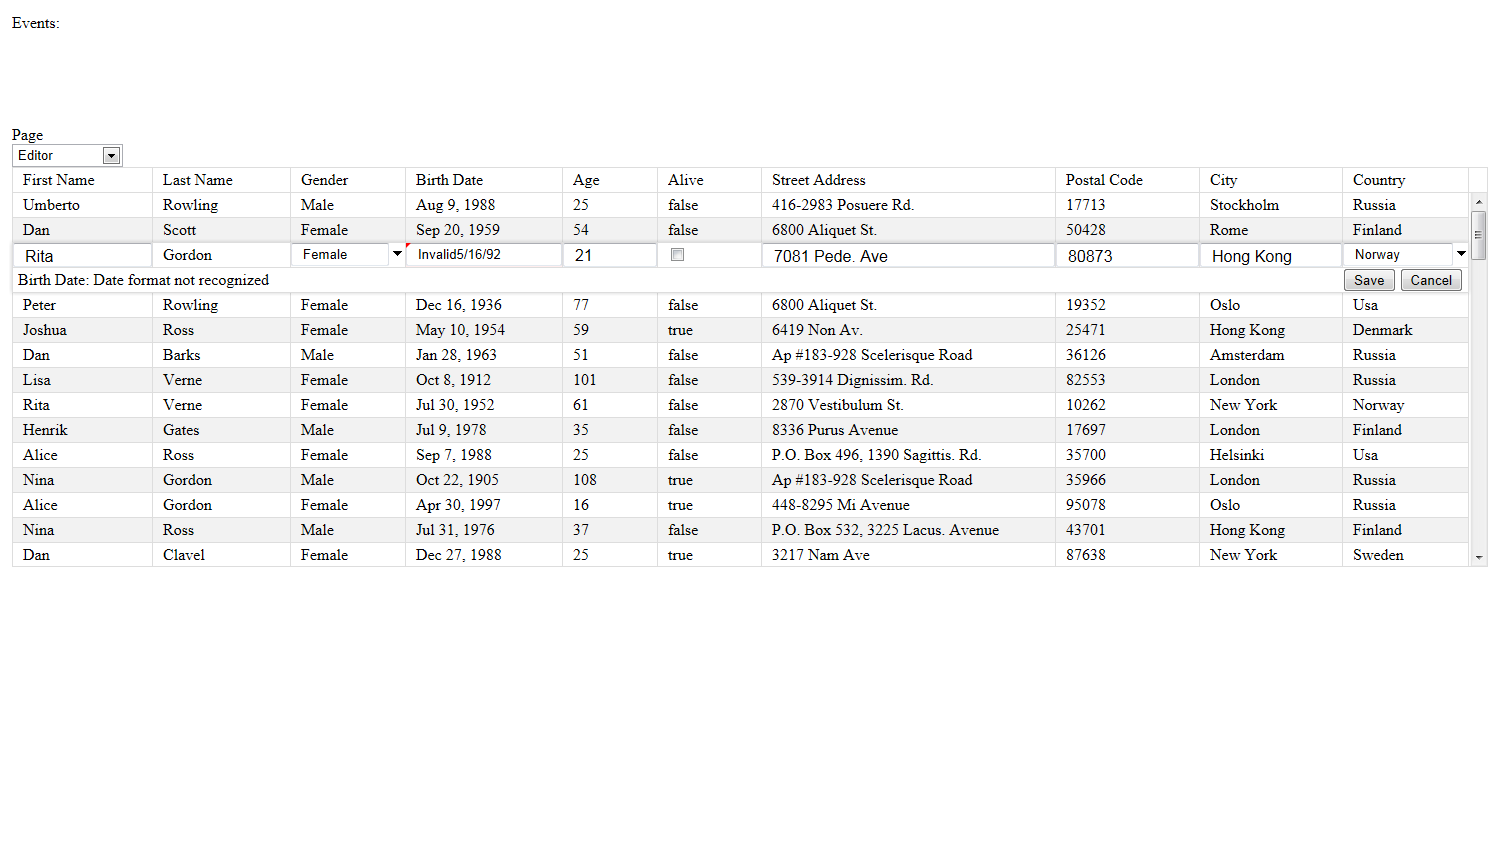 Events:
Page
Editor
First Name Last Name Gender Birth Date Age Alive Street Address Postal Code City Country
Umberto Rowling Male Aug 9, 1988 25 false 416-2983 Posuere Rd. 17713 Stockholm Russia
Dan Scott Female Sep 20, 1959 54 false 6800 Aliquet St. 50428 Rome Finland
Rita Gordon Female Invalid5/16/92 21 7081 Pede. Ave 80873 Hong Kong Norway
Birth Date: Date format not recognized Save Cancel
Peter Rowling Female Dec 16, 1936 77 false 6800 Aliquet St. 19352 Oslo Usa
Joshua Ross Female May 10, 1954 59 true 6419 Non Av. 25471 Hong Kong Denmark
Dan Barks Male Jan 28, 1963 51 false Ap #183-928 Scelerisque Road 36126 Amsterdam Russia
Lisa Verne Female Oct 8, 1912 101 false 539-3914 Dignissim. Rd. 82553 London Russia
Rita Verne Female Jul 30, 1952 61 false 2870 Vestibulum St. 10262 New York Norway
Henrik Gates Male Jul 9, 1978 35 false 8336 Purus Avenue 17697 London Finland
Alice Ross Female Sep 7, 1988 25 false P.O. Box 496, 1390 Sagittis. Rd. 35700 Helsinki Usa
Nina Gordon Male Oct 22, 1905 108 true Ap #183-928 Scelerisque Road 35966 London Russia
Alice Gordon Female Apr 30, 1997 16 true 448-8295 Mi Avenue 95078 Oslo Russia
Nina Ross Male Jul 31, 1976 37 false P.O. Box 532, 3225 Lacus. Avenue 43701 Hong Kong Finland
Dan Clavel Female Dec 27, 1988 25 true 3217 Nam Ave 87638 New York Sweden